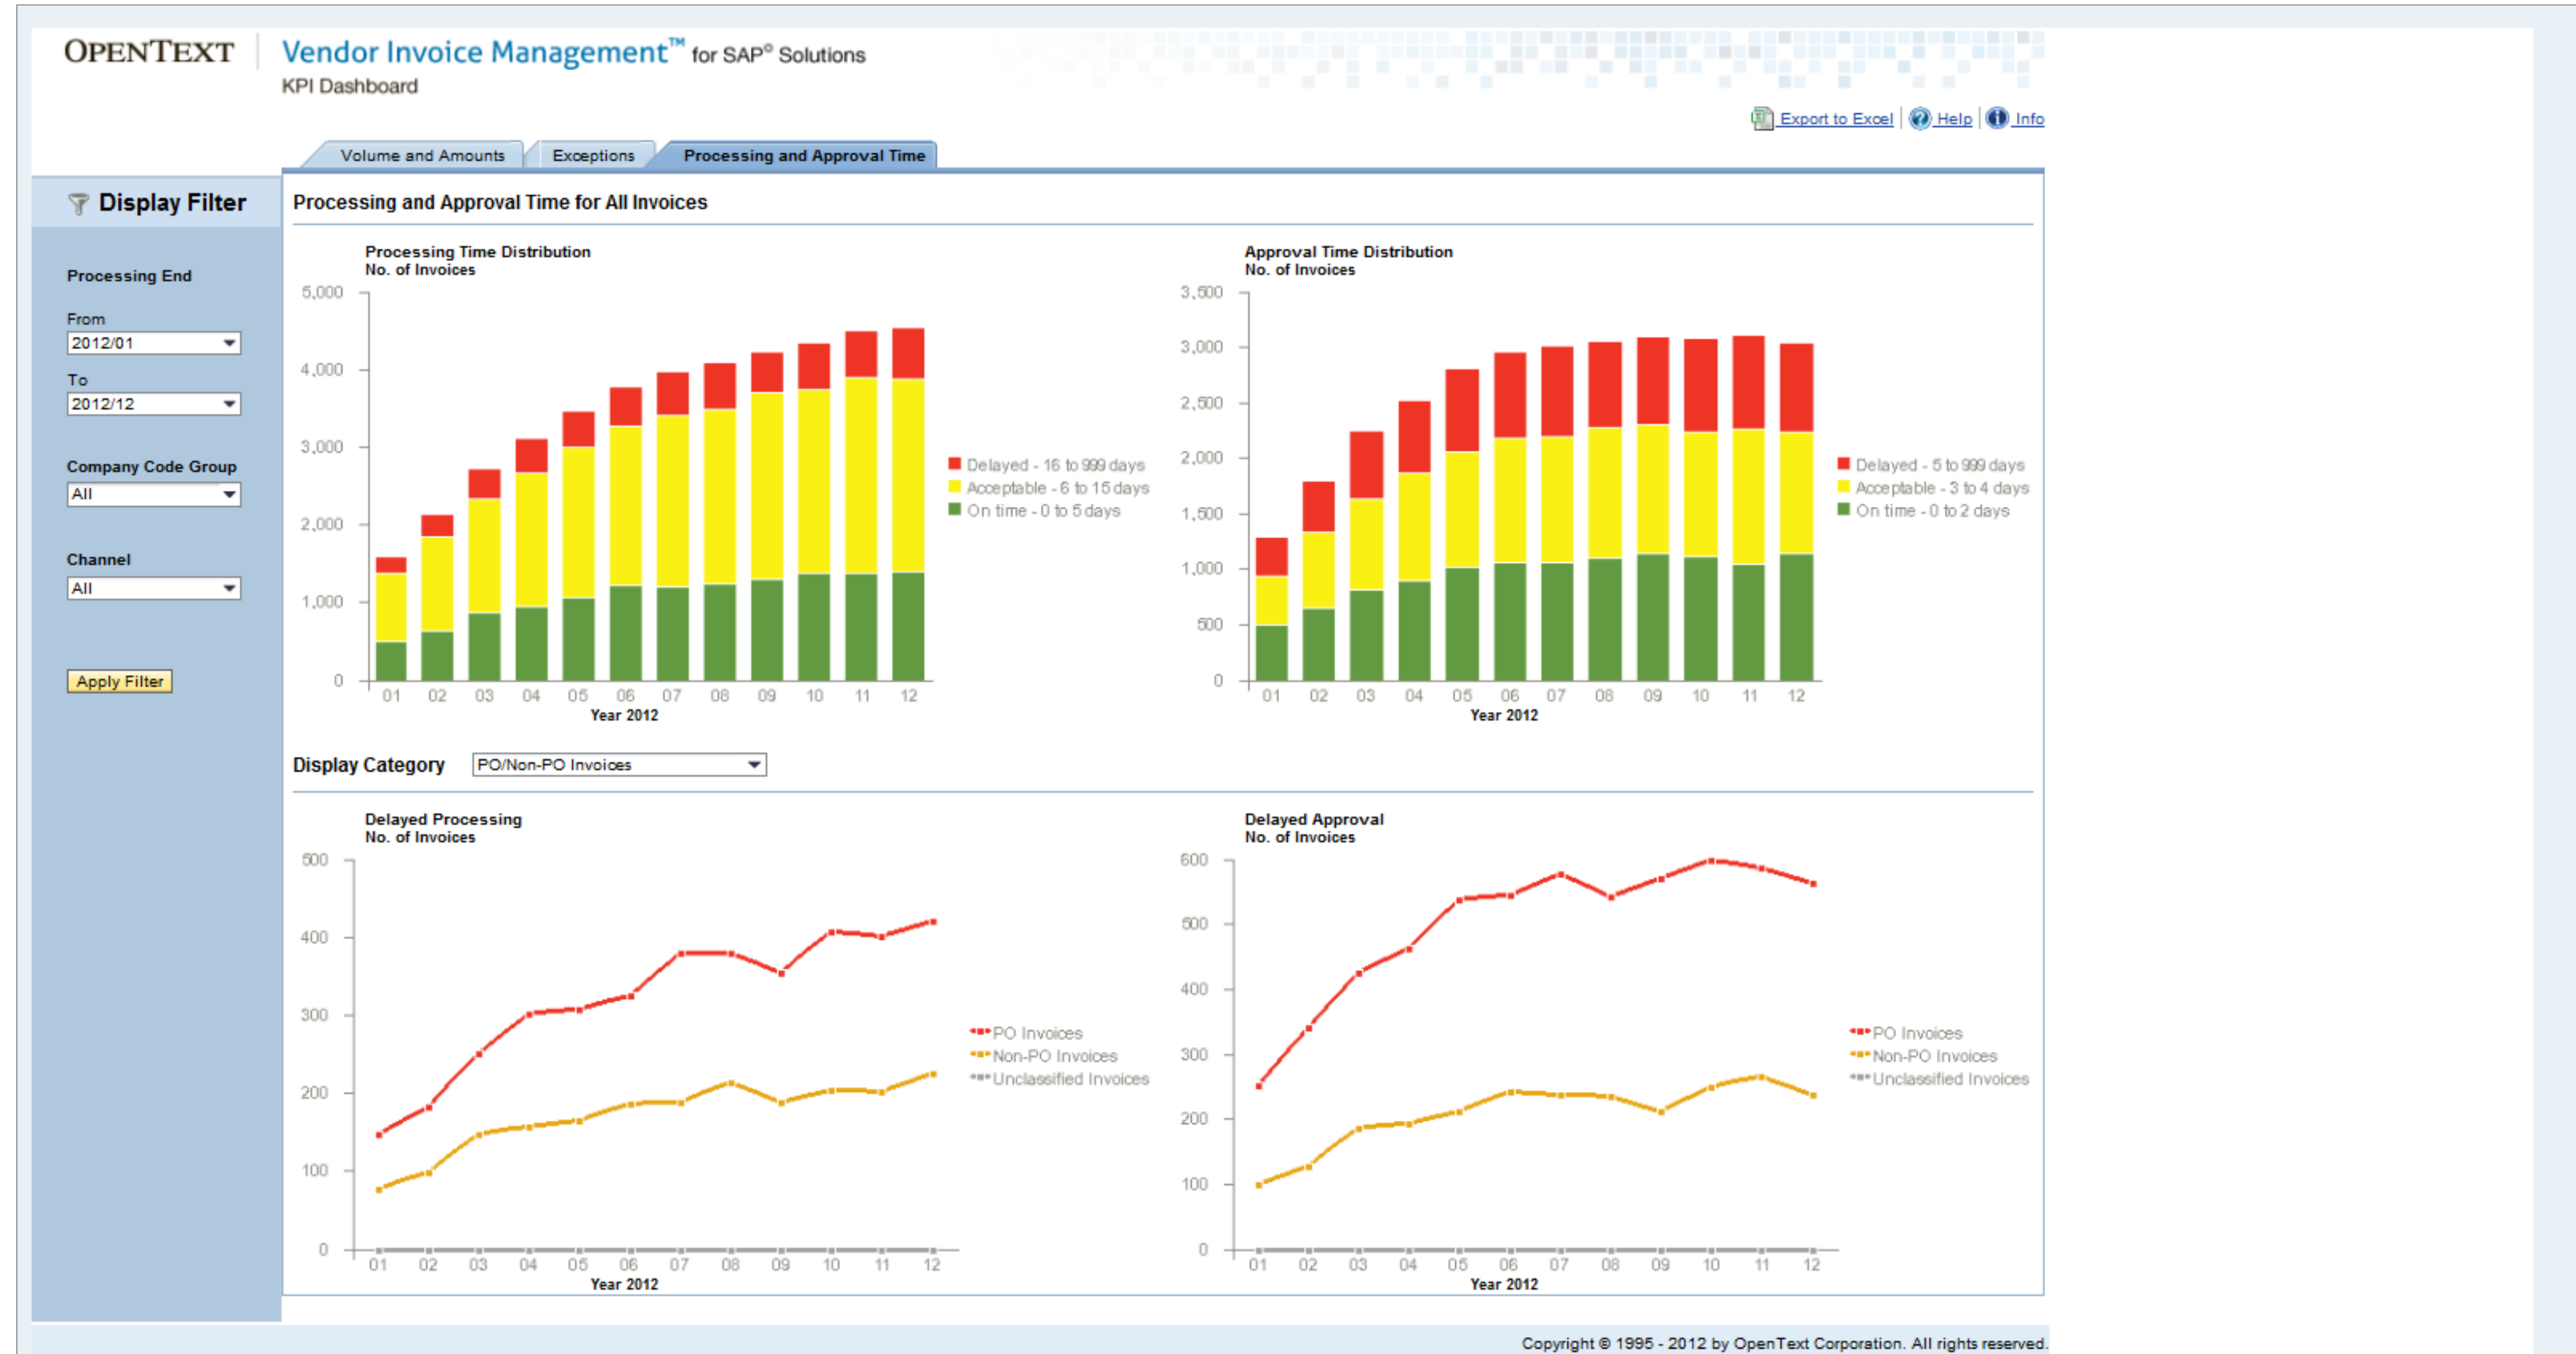 OPENTEXT
Vendor Invoice Management™ for SAP® Solutions
KPI Dashboard
Export to Excel
Help
Info
Volume and Amounts
Exceptions
Processing and Approval Time
Display Filter
Processing End
From
2012/01
To
2012/12
Company Code Group
All
Channel
All
Apply Filter
Processing and Approval Time for All Invoices
Processing Time Distribution
No. of Invoices
5,000
4,000
3,000
2,000
1,000
0
01 02 03 04 05 06 07 08 09 10 11 12
Year 2012
Delayed - 16 to 999 days
Acceptable - 6 to 15 days
On time - 0 to 5 days
Approval Time Distribution
No. of Invoices
3,500
3,000
2,500
2,000
1,500
1,000
500
0
01 02 03 04 05 06 07 08 09 10 11 12
Year 2012
Delayed - 5 to 999 days
Acceptable - 3 to 4 days
On time - 0 to 2 days
Display Category
PO/Non-PO Invoices
Delayed Processing
No. of Invoices
500
400
300
200
100
0
01 02 03 04 05 06 07 08 09 10 11 12
Year 2012
PO Invoices
Non-PO Invoices
Unclassified Invoices
Delayed Approval
No. of Invoices
600
500
400
300
200
100
0
01 02 03 04 05 06 07 08 09 10 11 12
Year 2012
PO Invoices
Non-PO Invoices
Unclassified Invoices
Copyright © 1995 - 2012 by OpenText Corporation. All rights reserved.